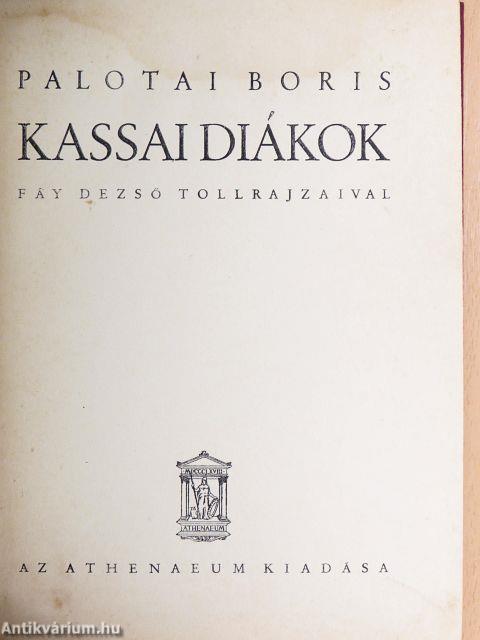 PALOTAI BORIS
KASSAI DIÁKOK
FÁY DEZSŐ TOLLRAJZAIVAL
MDCCCLXVIII
ATHENAEUM
AZ ATHENAEUM KIADÁSA
Antikvárium.hu